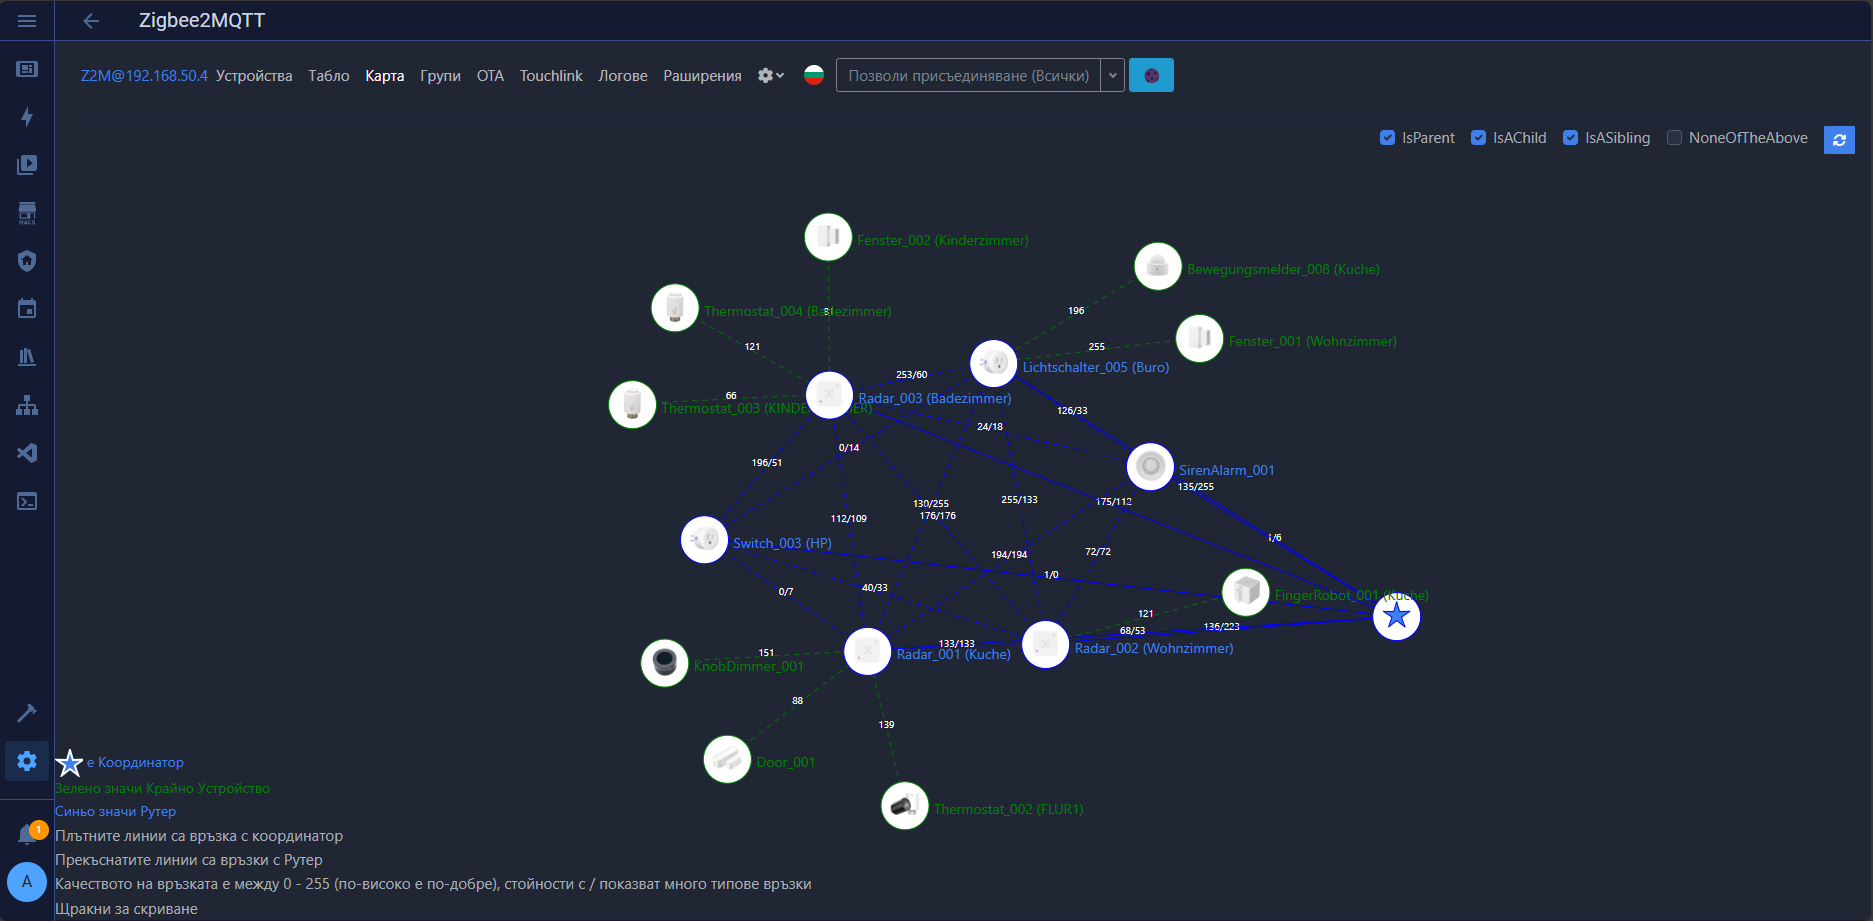 Zigbee2MQTT
Z2M@192.168.50.4 Устройства Табло Карта Групи OTA Touchlink Логове Раширения Позволи присъединяване (Всички)
IsParent IsAChild IsASibling NoneOfTheAbove
HACS
Fenster_002 (Kinderzimmer)
Bewegungsmelder_008 (Kuche)
Thermostat_004 (Badezimmer)
196
Fenster_001 (Wohnzimmer)
121
255
Lichtschalter_005 (Buro)
253/60
66
Radar_003 (Badezimmer)
Thermostat_003
126/33
24/18
0/14
196/51
SirenAlarm_001
135/255
255/133
175/112
130/255
176/176
112/109
1/6
Switch_003 (HP)
72/72
194/194
1/0
40/33
0/7
FingerRobot_001 (Kuche)
121
136/223
68/53
133/133
Radar_002 (Wohnzimmer)
Radar_001 (Kuche)
151
KnobDimmer_001
88
139
Door_001
Thermostat_002 (FLUR1)
е Координатор
Зелено значи Крайно Устройство
Синьо значи Рутер
1
Плътните линии са връзка с координатор
Прекъснатите линии са връзки с Рутер
A
Качеството на връзката е между 0 - 255 (по-високо е по-добре), стойности с / показват много типове връзки
Щракни за скриване